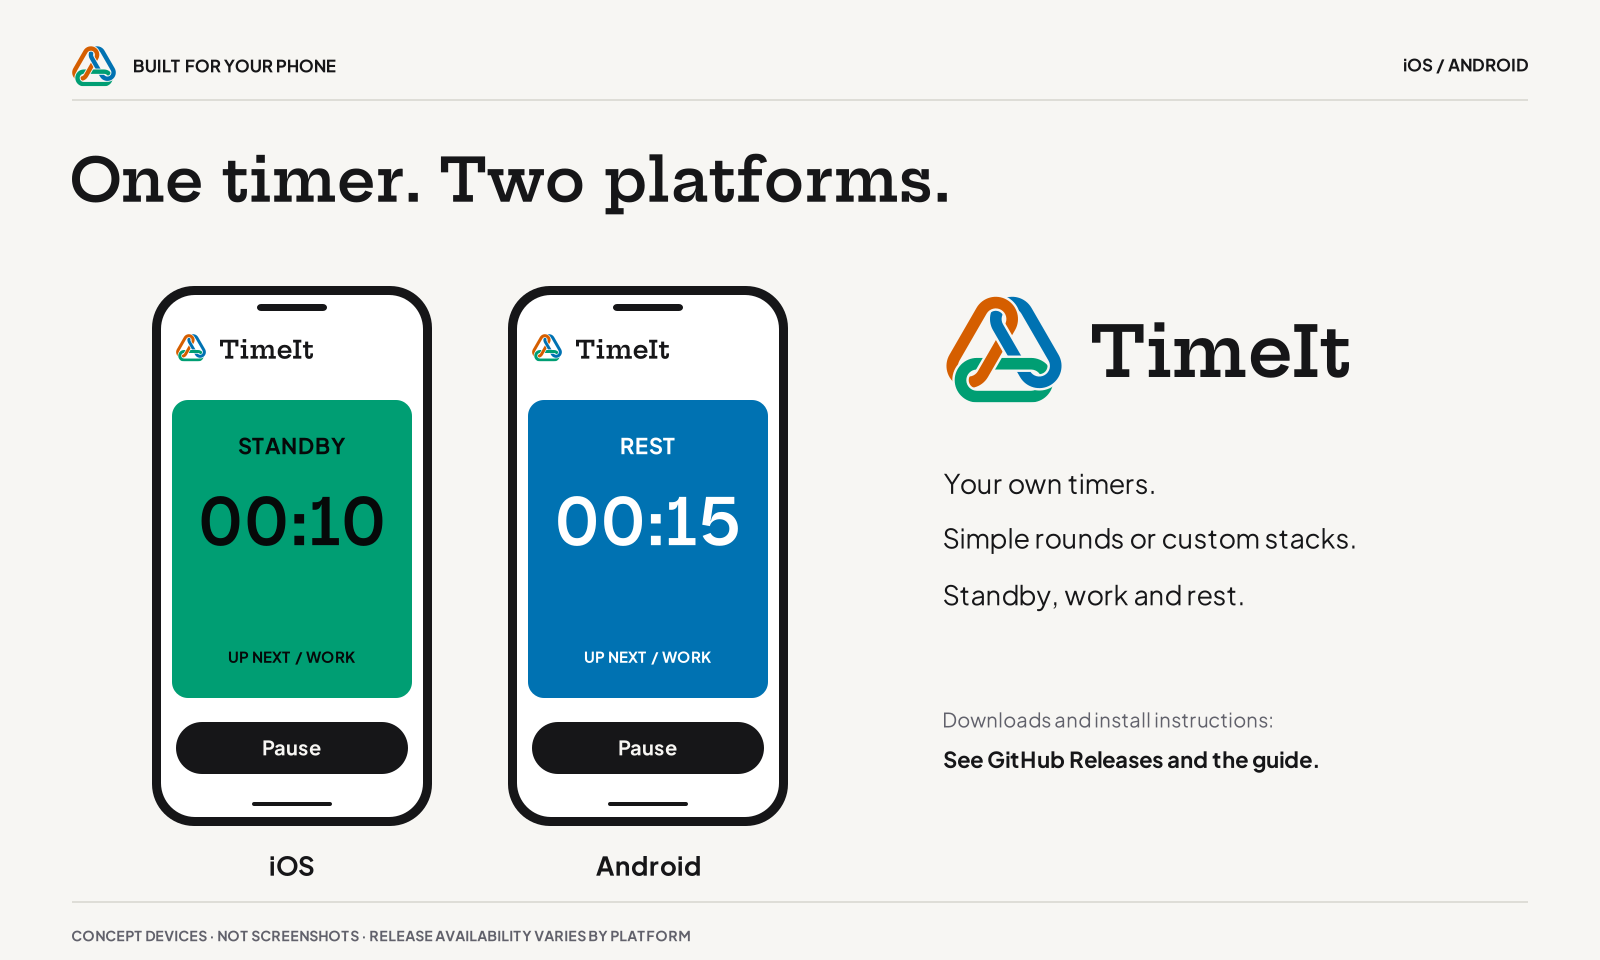 BUILT FOR YOUR PHONE
iOS / ANDROID
One timer. Two platforms.
TimeIt
STANDBY
00:10
UP NEXT / WORK
Pause
iOS
TimeIt
REST
00:15
UP NEXT / WORK
Pause
Android
TimeIt
Your own timers.
Simple rounds or custom stacks.
Standby, work and rest.
Downloads and install instructions:
See GitHub Releases and the guide.
CONCEPT DEVICES · NOT SCREENSHOTS · RELEASE AVAILABILITY VARIES BY PLATFORM